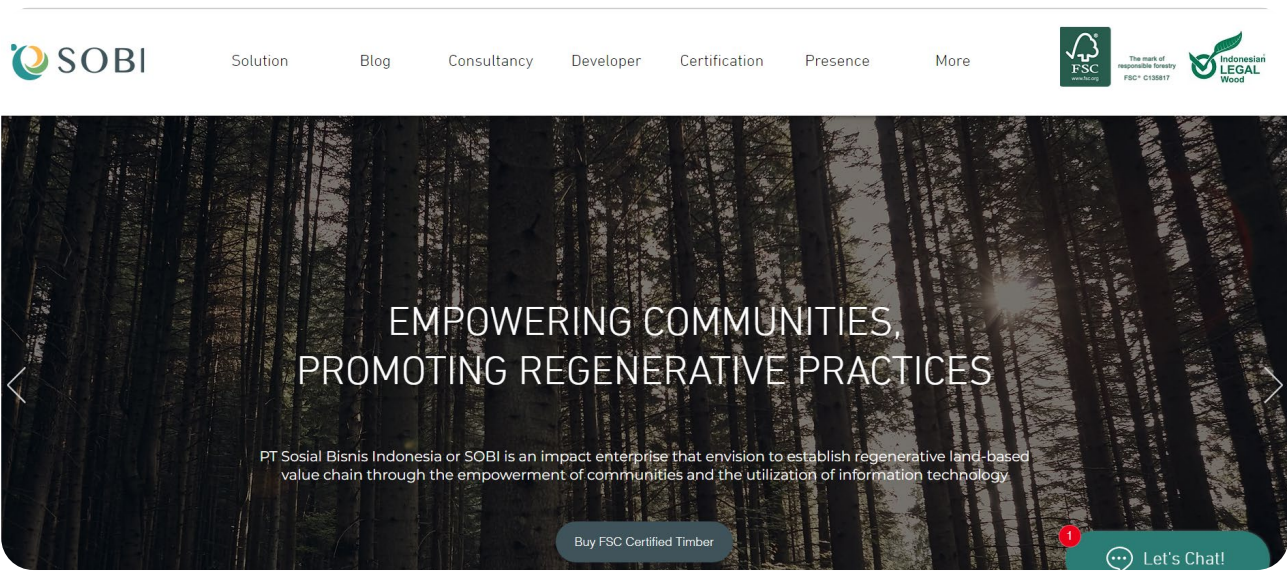 SOBI
Solution
Blog
Consultancy
Developer
Certification
Presence
More
FSC
www.fsc.org
The mark of
responsible forestry
FSC® C135817
Indonesian
LEGAL
Wood
EMPOWERING COMMUNITIES,
PROMOTING REGENERATIVE PRACTICES
PT Sosial Bisnis Indonesia or SOBI is an impact enterprise that envision to establish regenerative land-based
value chain through the empowerment of communities and the utilization of information technology
Buy FSC Certified Timber
1
Let's Chat!